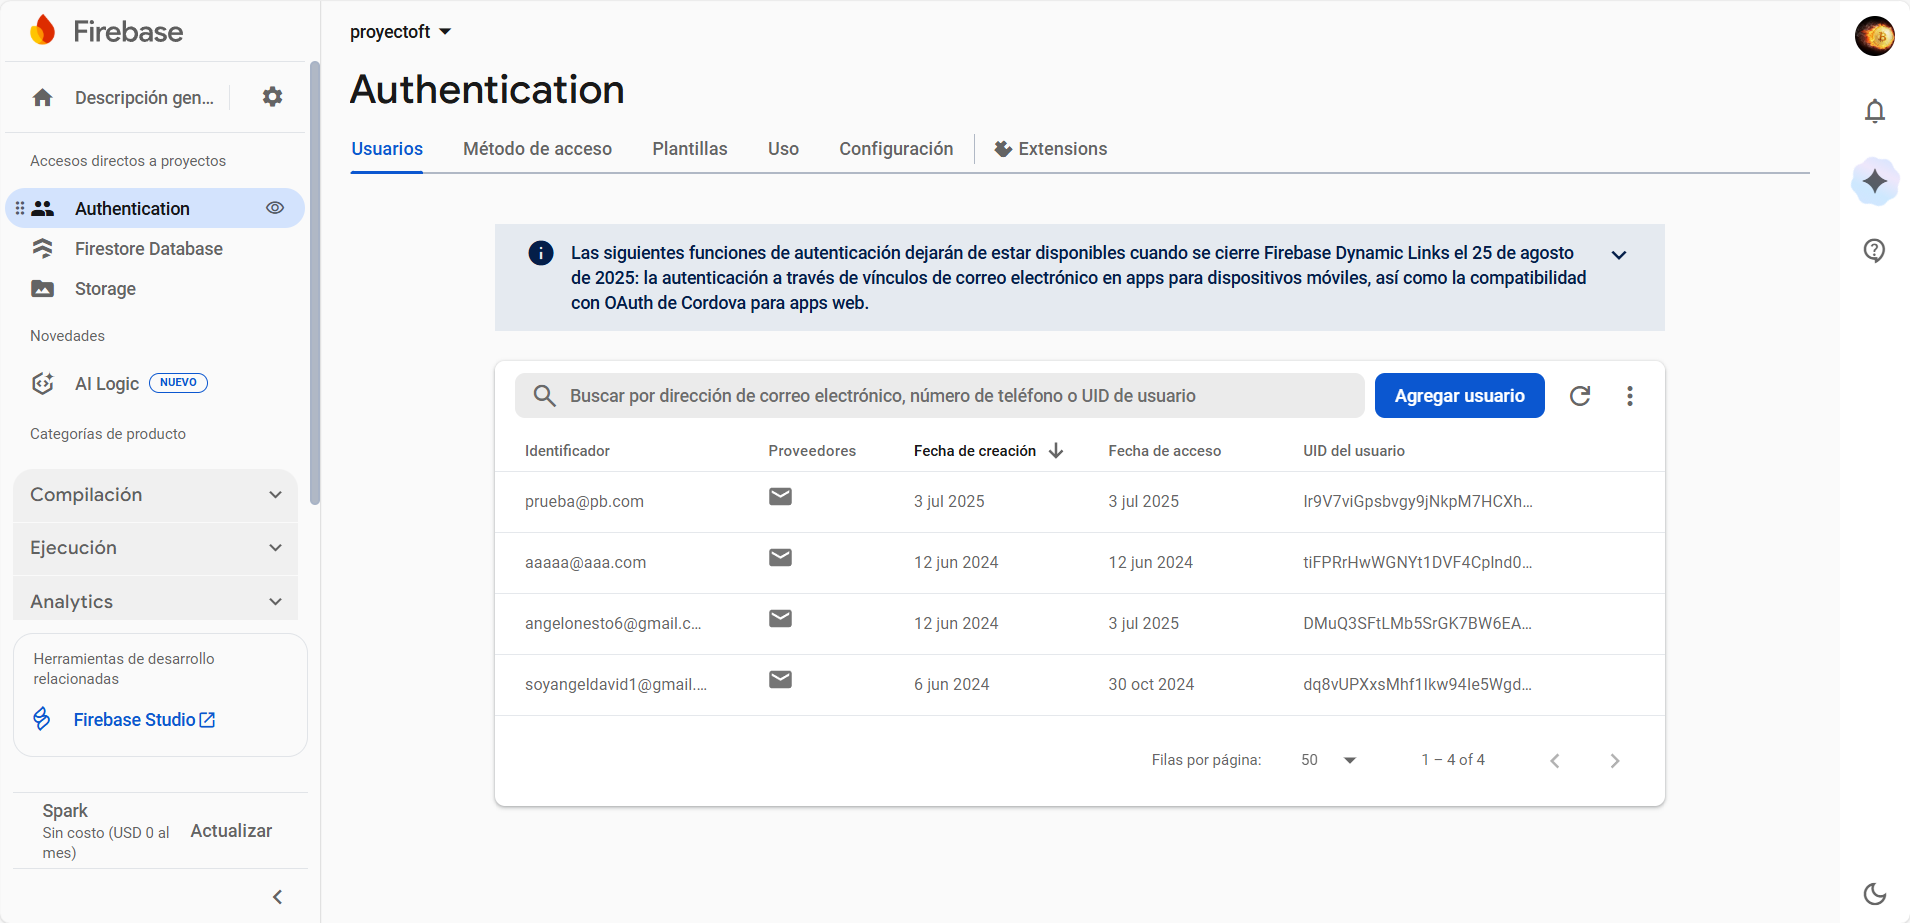 Firebase
Descripción gen...
Accesos directos a proyectos
Authentication
Firestore Database
Storage
Novedades
AI Logic NUEVO
Categorías de producto
Compilación
Ejecución
Analytics
Herramientas de desarrollo
relacionadas
Firebase Studio
Spark
Sin costo (USD 0 al
mes)
Actualizar
proyectoft
Authentication
Usuarios Método de acceso Plantillas Uso Configuración Extensions
Las siguientes funciones de autenticación dejarán de estar disponibles cuando se cierre Firebase Dynamic Links el 25 de agosto
de 2025: la autenticación a través de vínculos de correo electrónico en apps para dispositivos móviles, así como la compatibilidad
con OAuth de Cordova para apps web.
Buscar por dirección de correo electrónico, número de teléfono o UID de usuario Agregar usuario
Identificador Proveedores Fecha de creación Fecha de acceso UID del usuario
prueba@pb.com 3 jul 2025 3 jul 2025 Ir9V7viGpsbvgy9jNkpM7HCXh...
aaaaa@aaa.com 12 jun 2024 12 jun 2024 tiFPRrHwWGNYt1DVF4CpInd0...
angelonesto6@gmail.c... 12 jun 2024 3 jul 2025 DMuQ3SFtLMb5SrGK7BW6EA...
soyangeldavid1@gmail.... 6 jun 2024 30 oct 2024 dq8vUPXxsMhf1Ikw94Ie5Wgd...
Filas por página: 50 1 – 4 of 4